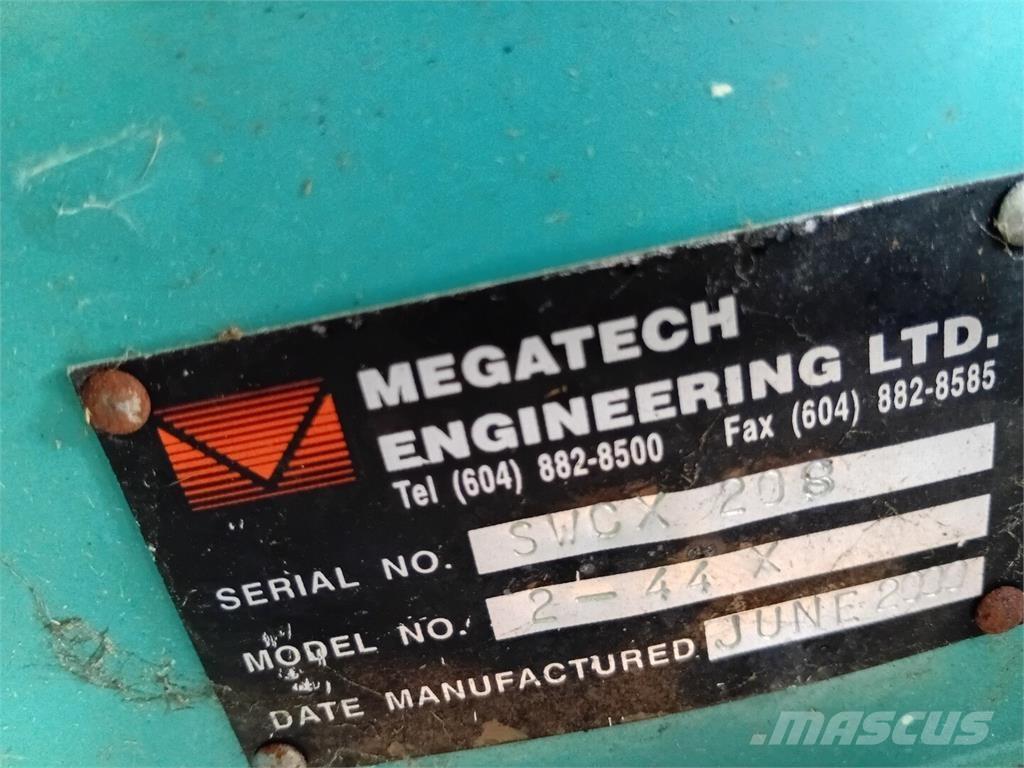 MEGATECH
ENGINEERING LTD.
Tel (604) 882-8500 Fax (604) 882-8585
SERIAL NO. SWCX 208
MODEL NO. 2-44 X
DATE MANUFACTURED JUNE 2000
MASCUS